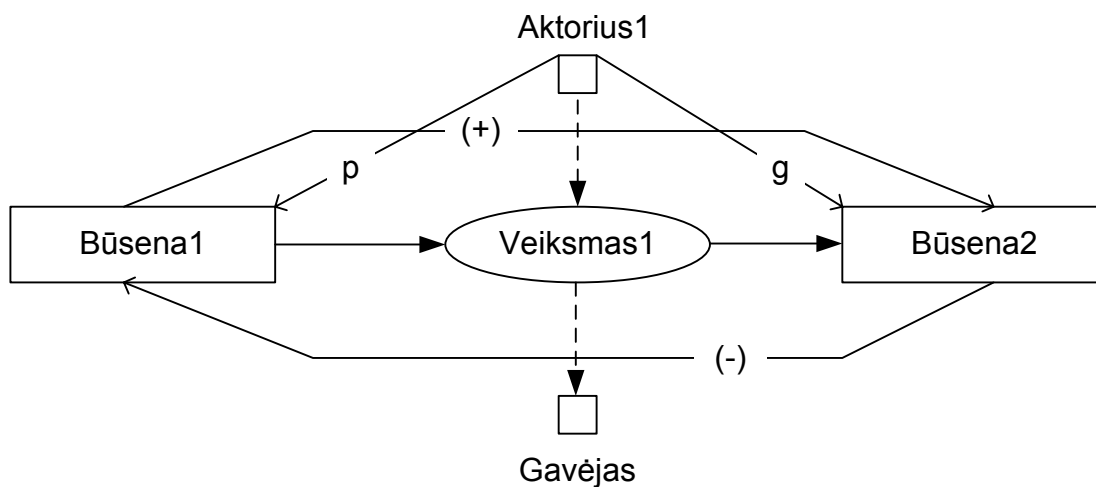 Aktorius1
(+)
p
g
Būsena1
Veiksmas1
Būsena2
(-)
Gavėjas